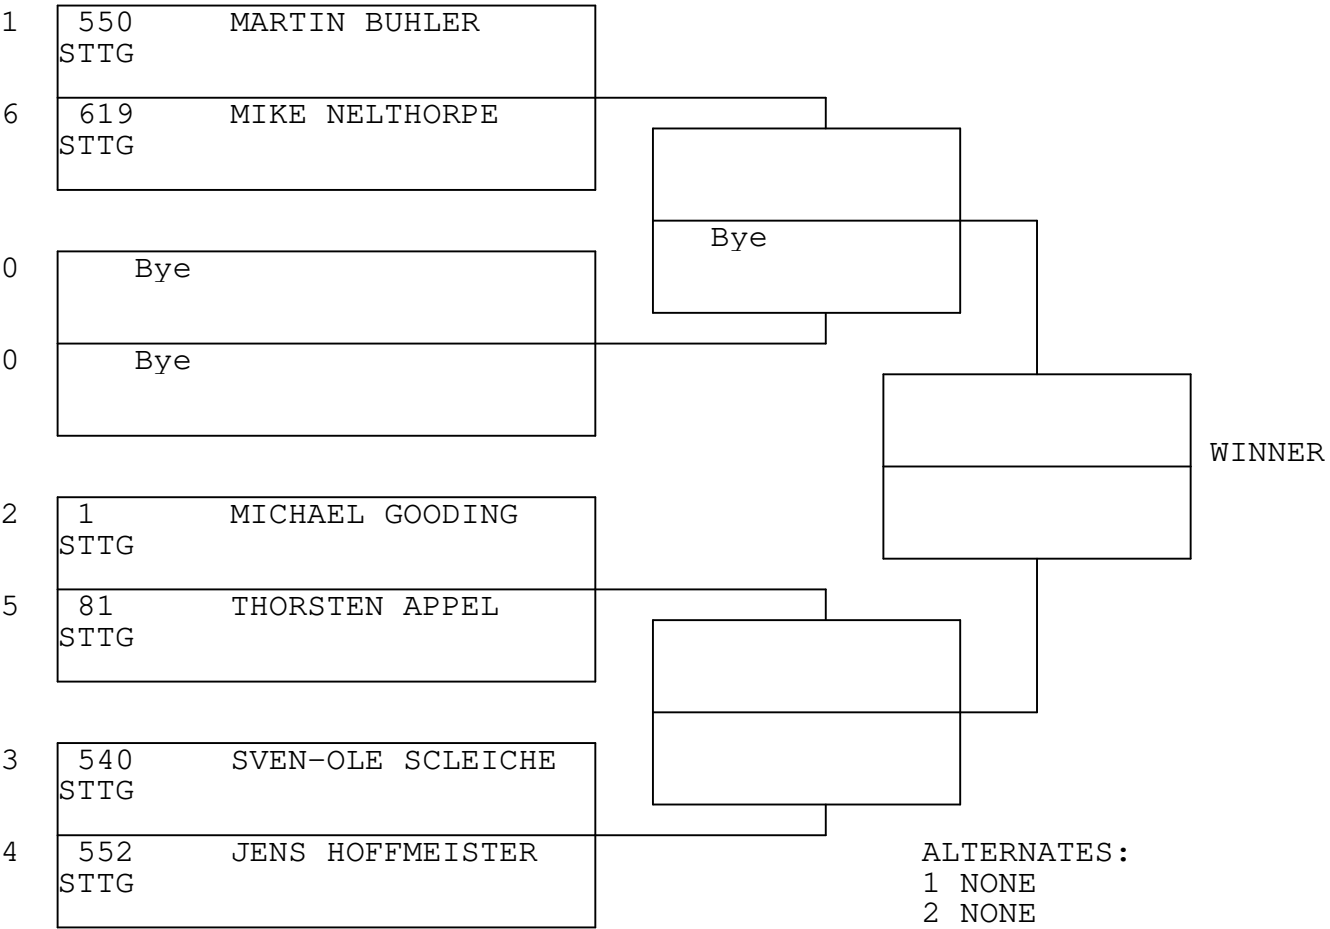 1 550 MARTIN BUHLER
STTG
6 619 MIKE NELTHORPE
STTG
Bye
0 Bye
0 Bye
WINNER
2 1 MICHAEL GOODING
STTG
5 81 THORSTEN APPEL
STTG
3 540 SVEN-OLE SCLEICHE
STTG
4 552 JENS HOFFMEISTER
STTG
ALTERNATES:
1 NONE
2 NONE